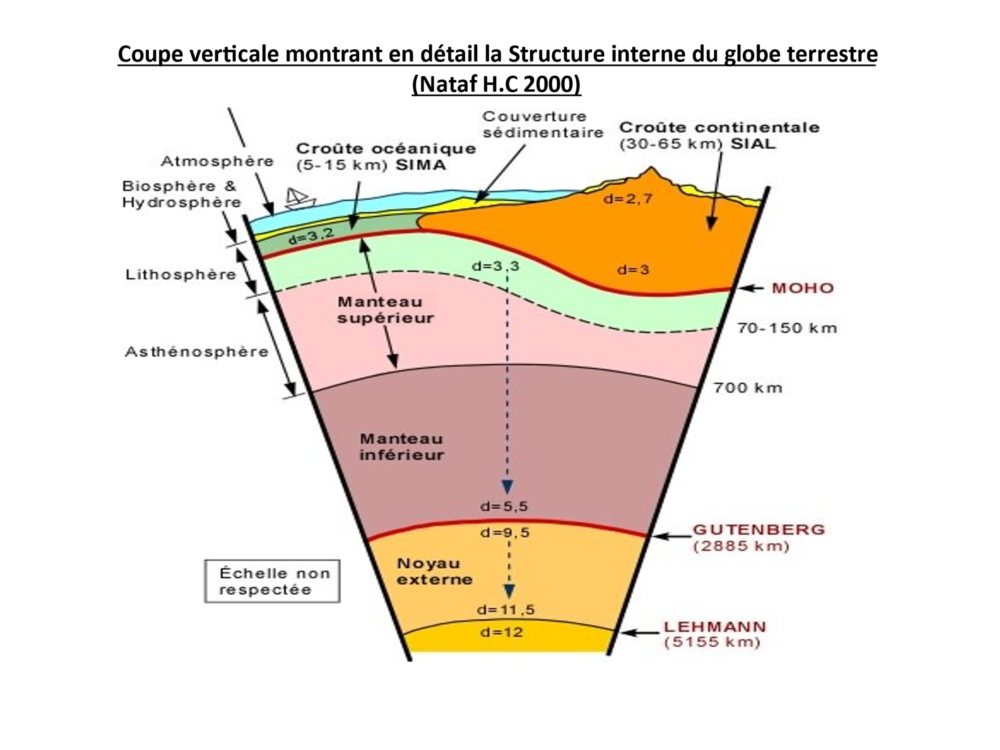 Coupe verticale montrant en détail la Structure interne du globe terrestre
(Nataf H.C 2000)
Couverture
sédimentaire
Croûte continentale
(30-65 km) SIAL
Croûte océanique
(5-15 km) SIMA
Atmosphère
Biosphère &
Hydrosphère
d=2,7
d=3,2
d=3,3
d=3
Lithosphère
MOHO
Manteau
supérieur
70-150 km
Asthénosphère
700 km
Manteau
inférieur
d=5,5
d=9,5
GUTENBERG
(2885 km)
Noyau
externe
Échelle non
respectée
d=11,5
d=12
LEHMANN
(5155 km)